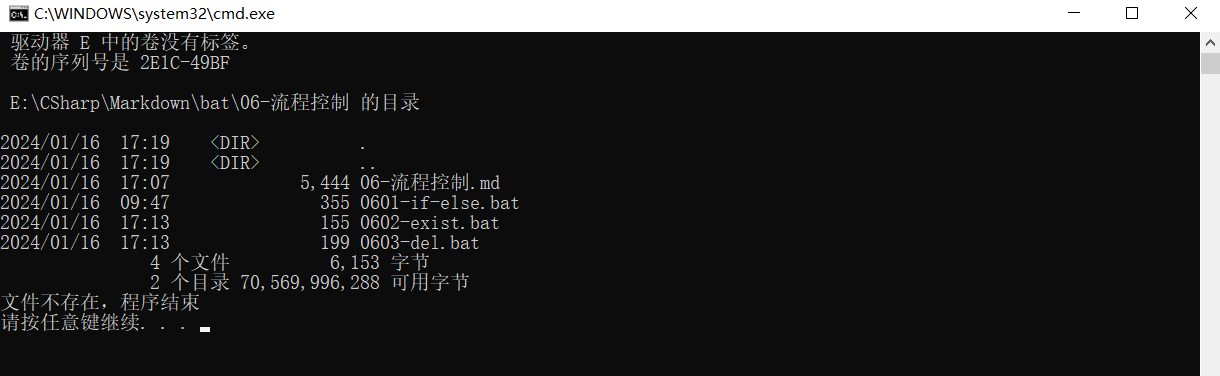 C:\WINDOWS\system32\cmd.exe
驱动器 E 中的卷没有标签。
卷的序列号是 2E1C-49BF
E:\CSharp\Markdown\bat\06-流程控制 的目录
2024/01/16  17:19    <DIR>          .
2024/01/16  17:19    <DIR>          ..
2024/01/16  17:07             5,444 06-流程控制.md
2024/01/16  09:47               355 0601-if-else.bat
2024/01/16  17:13               155 0602-exist.bat
2024/01/16  17:13               199 0603-del.bat
4 个文件          6,153 字节
2 个目录 70,569,996,288 可用字节
文件不存在，程序结束
请按任意键继续. . .